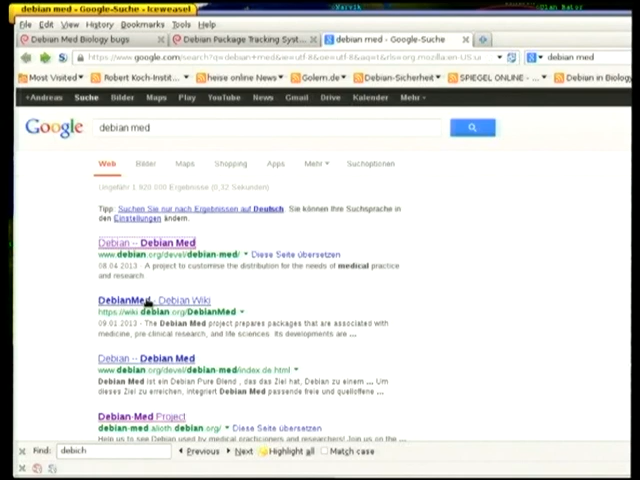 debian med - Google-Suche - Iceweasel
File Edit View History Bookmarks Tools Help
Debian Med Biology bugs
Debian Package Tracking Syst...
debian med - Google-Suche
debian med
Most Visited
Robert Koch-Instit...
heise online News
Golem.de
Debian-Sicherheit
SPIEGEL ONLINE - ...
Debian in Biology
+Andreas Suche Bilder Maps Play YouTube News Gmail Drive Kalender Mehr
Google
debian med
Web Bilder Maps Shopping Apps Mehr Suchoptionen
Ungefähr 1 820 000 Ergebnisse (0,32 Sekunden)
Tipp: Suchen Sie nur nach Ergebnissen auf Deutsch. Sie können Ihre Suchsprache in
den Einstellungen ändern.
Debian -- Debian Med
www.debian.org/devel/debian-med/ Diese Seite übersetzen
08.04.2013 - A project to customise the distribution for the needs of medical practice
and research
DebianMed - Debian Wiki
https://wiki.debian.org/DebianMed
09.01.2013 - The Debian Med project prepares packages that are associated with
medicine, pre clinical research, and life sciences. Its developments are ...
Debian -- Debian Med
www.debian.org/devel/debian-med/index.de.html
Debian Med ist ein Debian Pure Blend , das das Ziel hat, Debian zu einem ... Um
dieses Ziel zu erreichen, integriert Debian Med passende freie und quelloffene ...
Debian-Med Project
debian-med.alioth.debian.org/ Diese Seite übersetzen
Help us to see Debian used by medical practitioners and researchers! Join us on the ...
Find: debich Previous Next Highlight all Match case